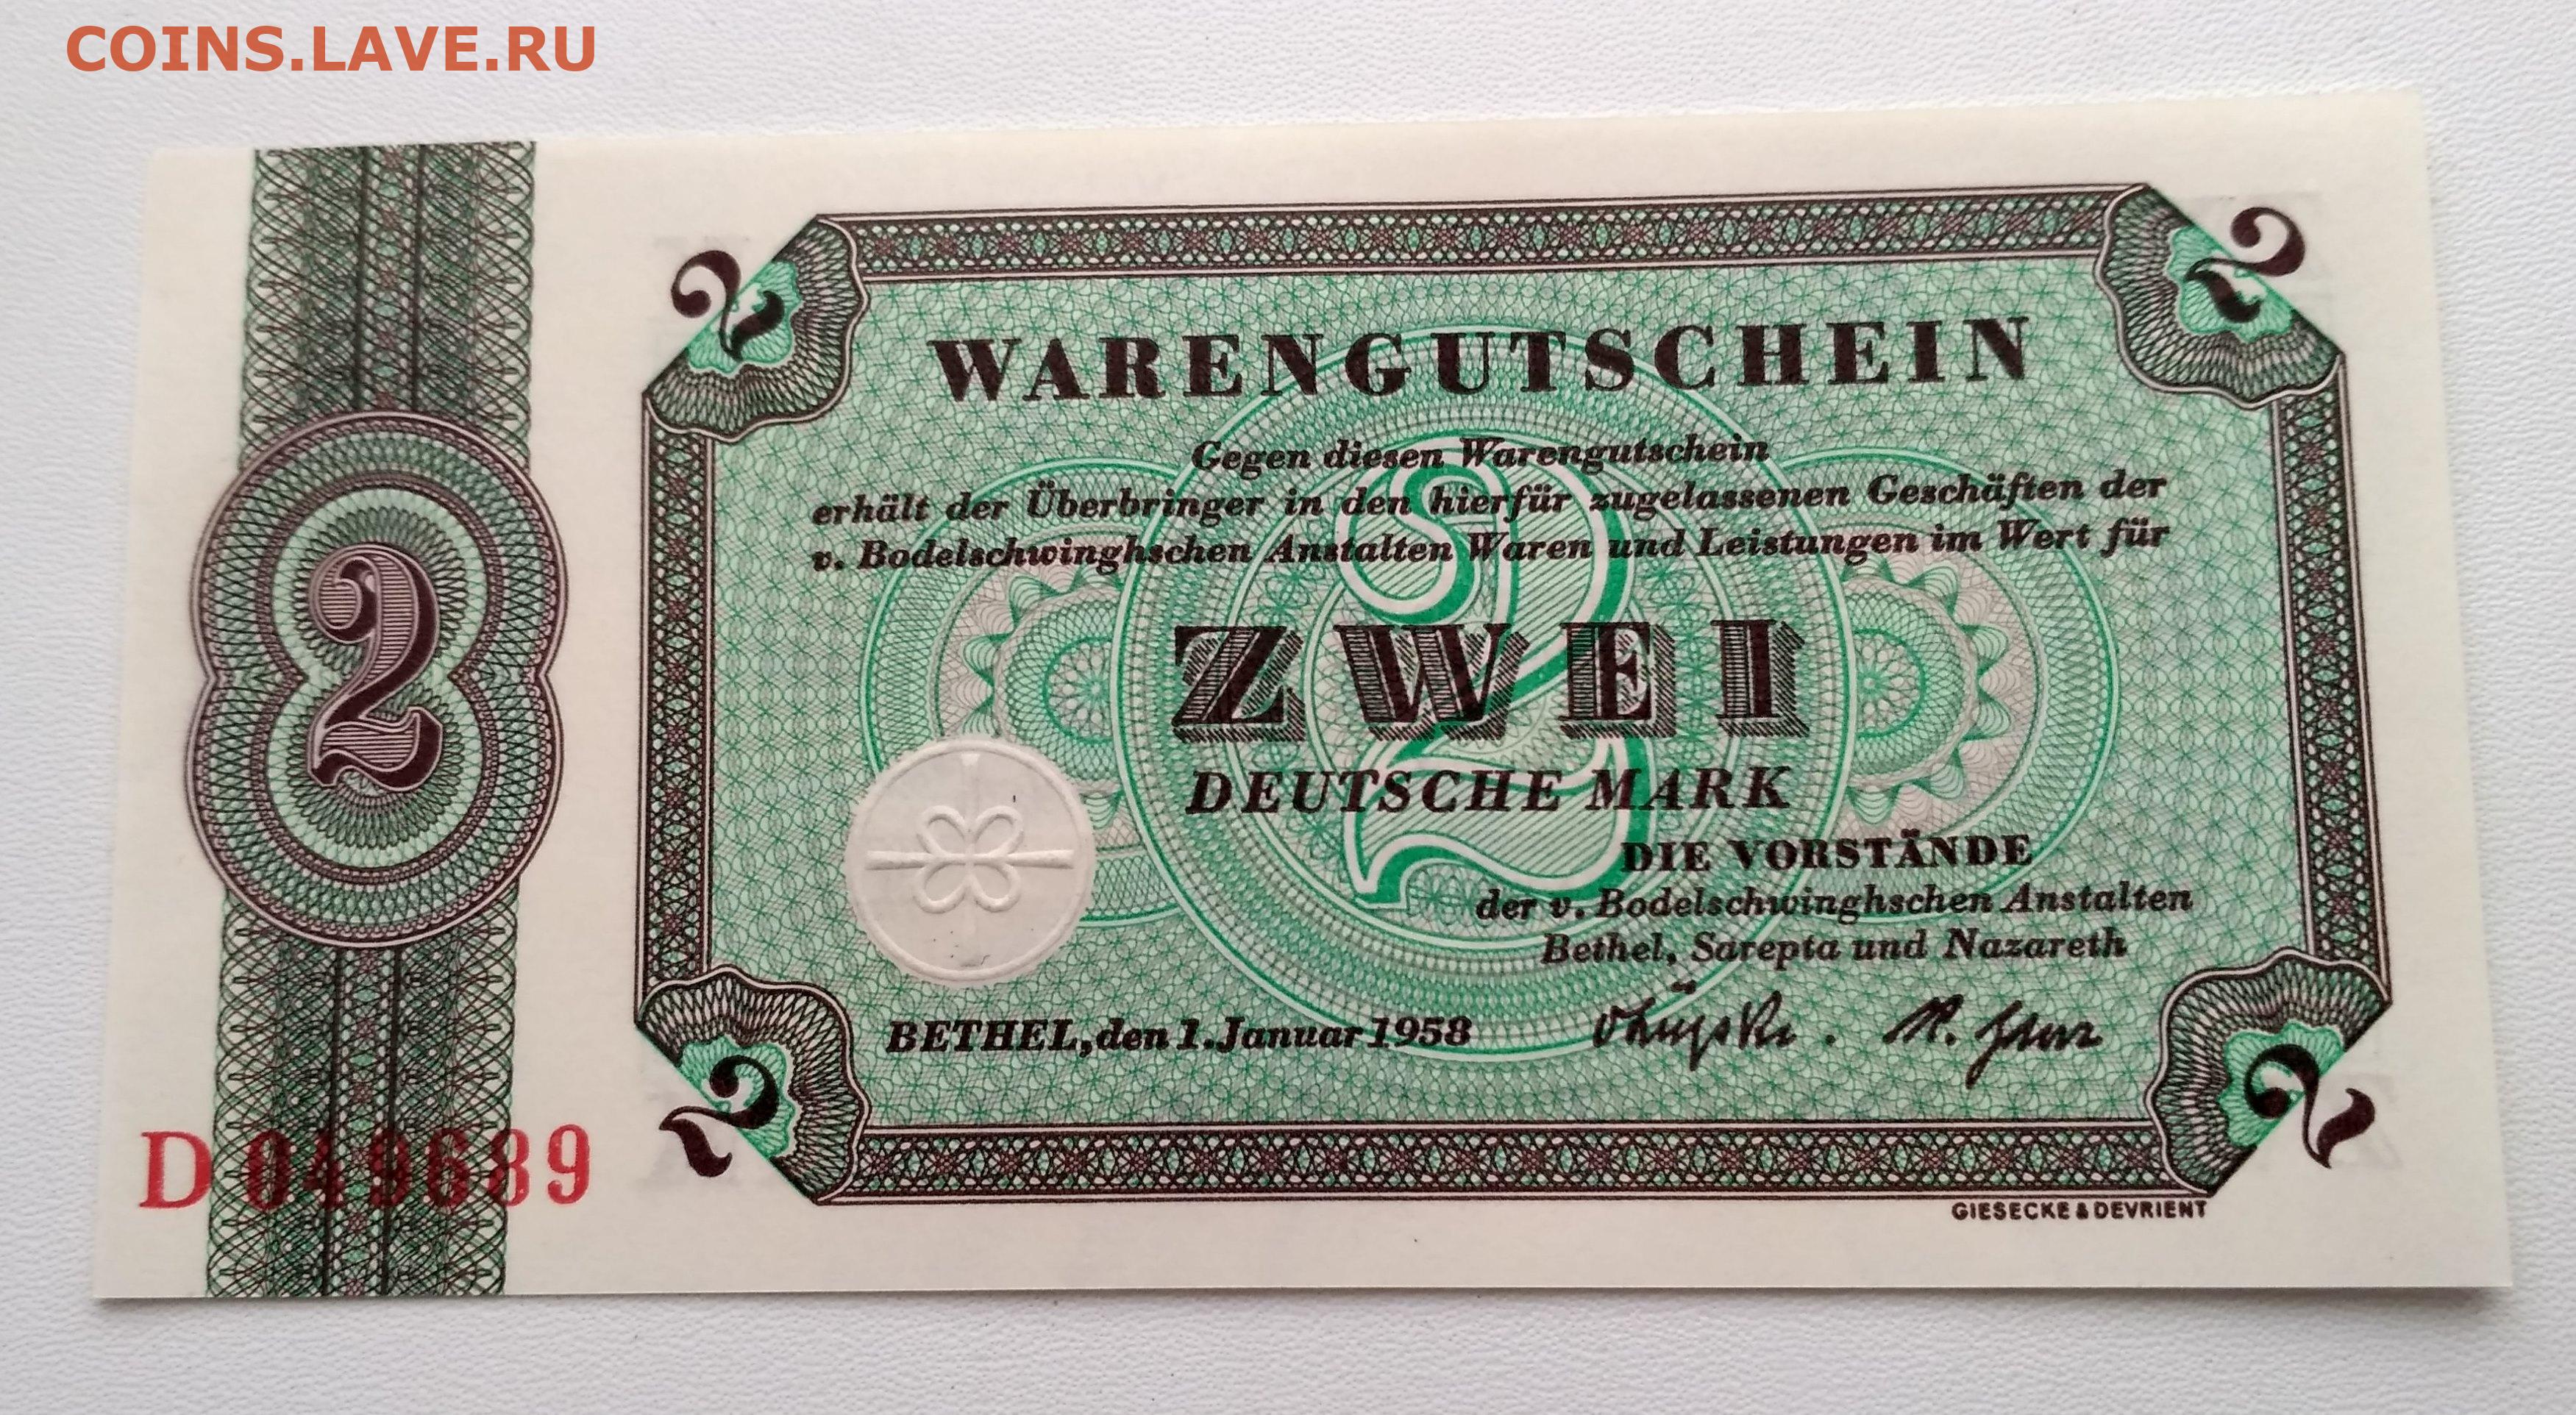 COINS.LAVE.RU
2
2
WARENGUTSCHEIN
Gegen diesen Warengutschein
erhält der Überbringer in den hierfür zugelassenen Geschäften der
v. Bodelschwinghschen Anstalten Waren und Leistungen im Wert für
2
2
ZWEI
DEUTSCHE MARK
DIE VORSTÄNDE
der v. Bodelschwinghschen Anstalten
Bethel, Sarepta und Nazareth
BETHEL, den 1. Januar 1958
2
2
D 049689
GIESECKE & DEVRIENT